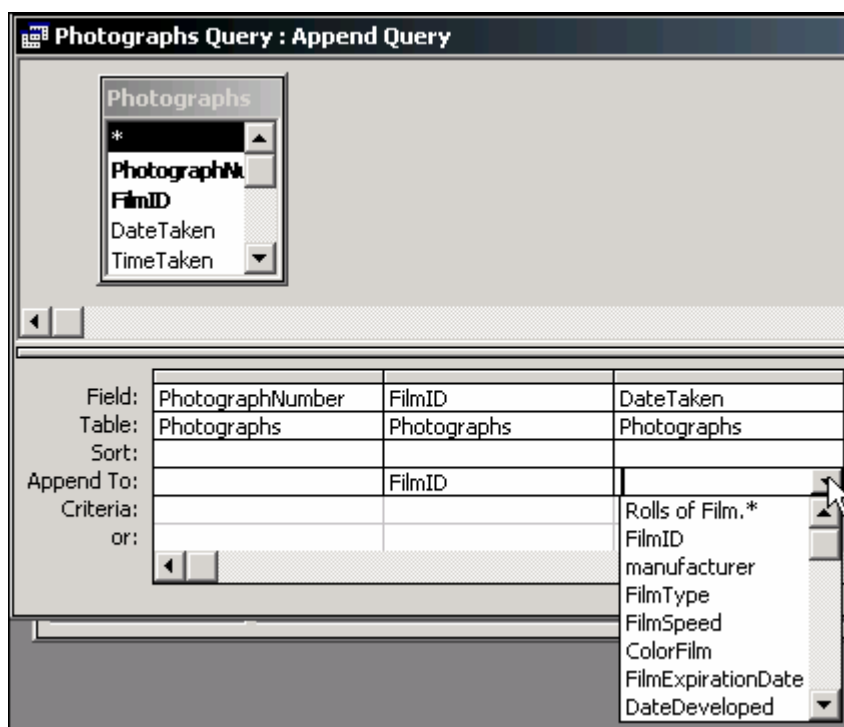 Photographs Query : Append Query
Photographs
*
FilmID
DateTaken
TimeTaken
Field: PhotographNumber FilmID DateTaken
Table: Photographs Photographs Photographs
Sort:
Append To: FilmID
Criteria:
or:
Rolls of Film.*
FilmID
manufacturer
FilmType
FilmSpeed
ColorFilm
FilmExpirationDate
DateDeveloped